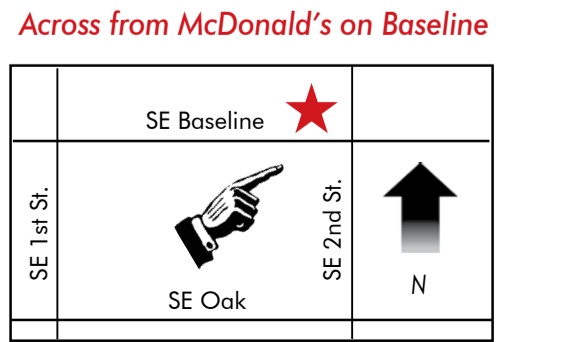 Across from McDonald's on Baseline
SE Baseline
SE 1st St.
SE 2nd St.
N
SE Oak